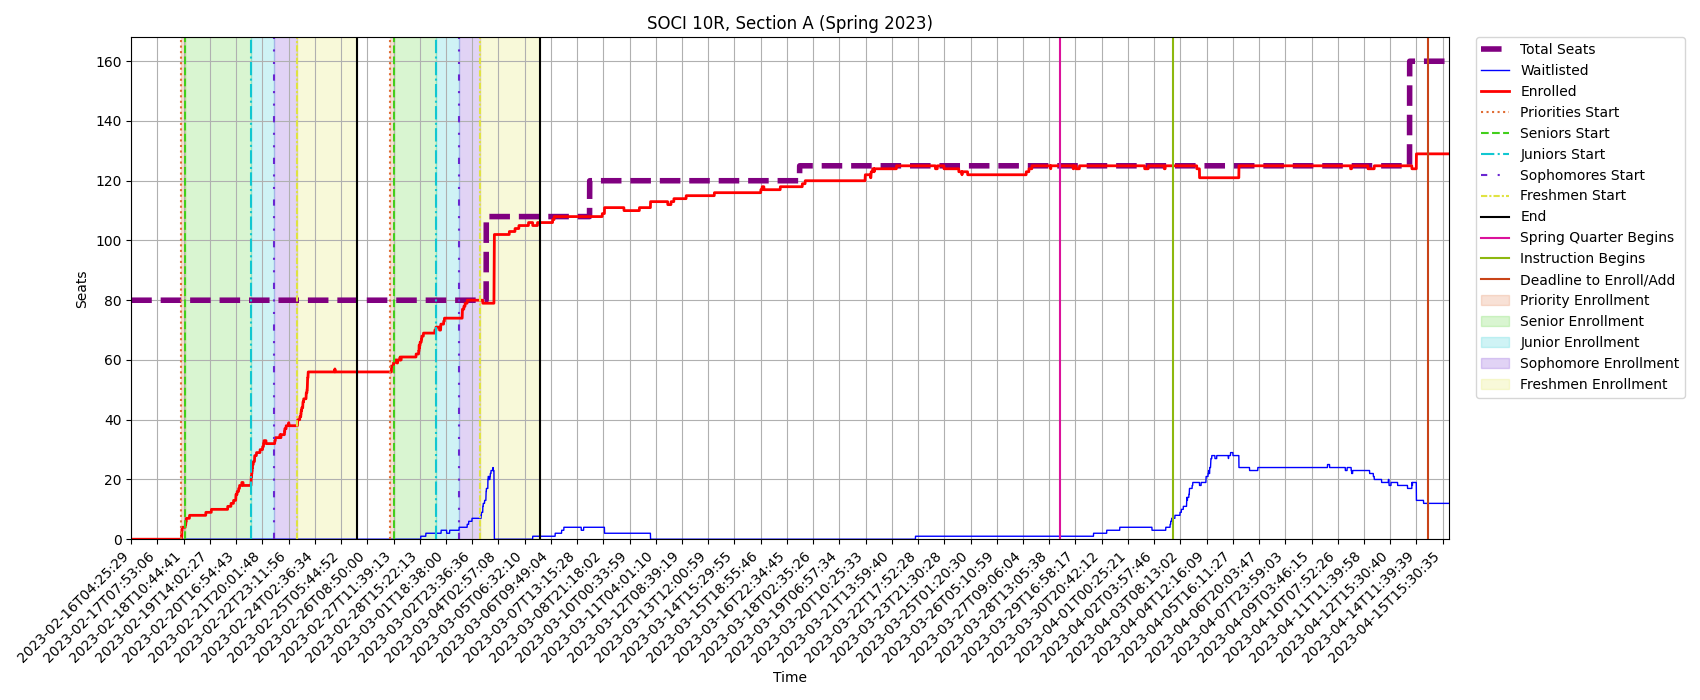 SOCI 10R, Section A (Spring 2023)
Total Seats
Waitlisted
Enrolled
Priorities Start
Seniors Start
Juniors Start
Sophomores Start
Freshmen Start
End
Spring Quarter Begins
Instruction Begins
Deadline to Enroll/Add
Priority Enrollment
Senior Enrollment
Junior Enrollment
Sophomore Enrollment
Freshmen Enrollment
Seats
160
140
120
100
80
60
40
20
0
2023-02-16T04:25:29
2023-02-17T07:53:06
2023-02-18T10:44:41
2023-02-19T14:02:27
2023-02-20T16:54:43
2023-02-21T20:01:48
2023-02-22T23:11:56
2023-02-24T02:36:34
2023-02-25T05:44:52
2023-02-26T08:50:00
2023-02-27T11:39:13
2023-02-28T15:22:13
2023-03-01T18:38:00
2023-03-02T23:36:36
2023-03-04T02:57:08
2023-03-05T06:32:10
2023-03-06T09:49:04
2023-03-07T13:15:28
2023-03-08T21:18:02
2023-03-10T00:33:59
2023-03-11T04:01:10
2023-03-12T08:39:19
2023-03-13T12:00:59
2023-03-14T15:29:55
2023-03-15T18:55:46
2023-03-16T22:34:45
2023-03-18T02:35:26
2023-03-19T06:57:34
2023-03-20T10:25:33
2023-03-21T13:59:40
2023-03-22T17:52:28
2023-03-23T21:30:28
2023-03-25T01:20:30
2023-03-26T05:10:59
2023-03-27T09:06:04
2023-03-28T13:05:38
2023-03-29T16:58:17
2023-03-30T20:42:12
2023-04-01T00:25:21
2023-04-02T03:57:46
2023-04-03T08:13:02
2023-04-04T12:16:09
2023-04-05T16:11:27
2023-04-06T20:03:47
2023-04-07T23:59:03
2023-04-09T03:46:15
2023-04-10T07:52:26
2023-04-11T11:39:58
2023-04-12T15:30:40
2023-04-14T11:39:39
2023-04-15T15:30:35
Time